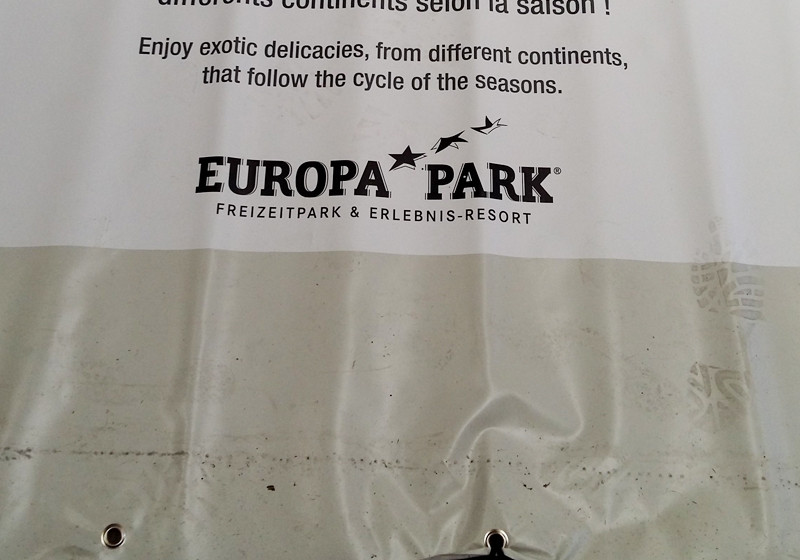 différents continents selon la saison !
Enjoy exotic delicacies, from different continents,
that follow the cycle of the seasons.
EUROPA PARK®
FREIZEITPARK & ERLEBNIS-RESORT